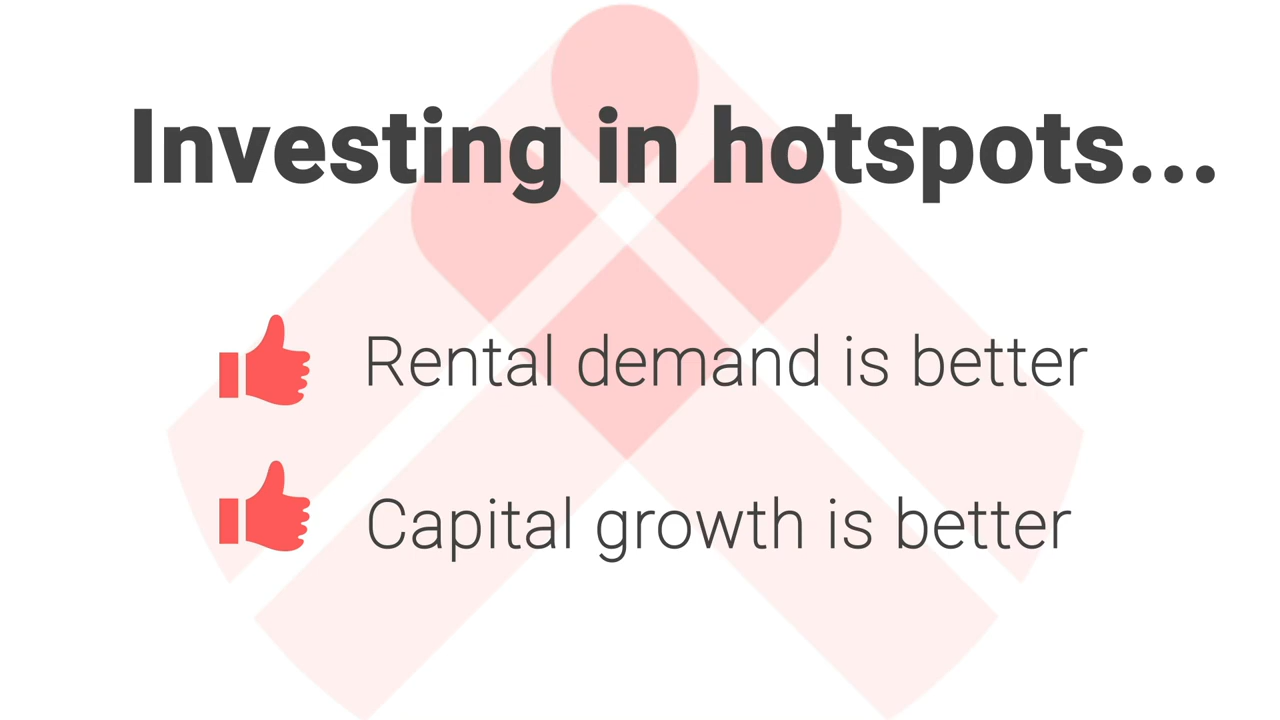 Investing in hotspots...
Rental demand is better
Capital growth is better